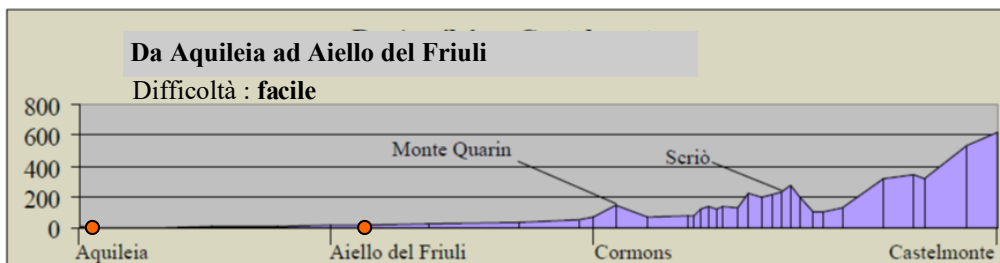 Da Aquileia ad Aiello del Friuli
Difficoltà : facile
800
600
400
200
0
Monte Quarin
Scriò
Aquileia
Aiello del Friuli
Cormons
Castelmonte